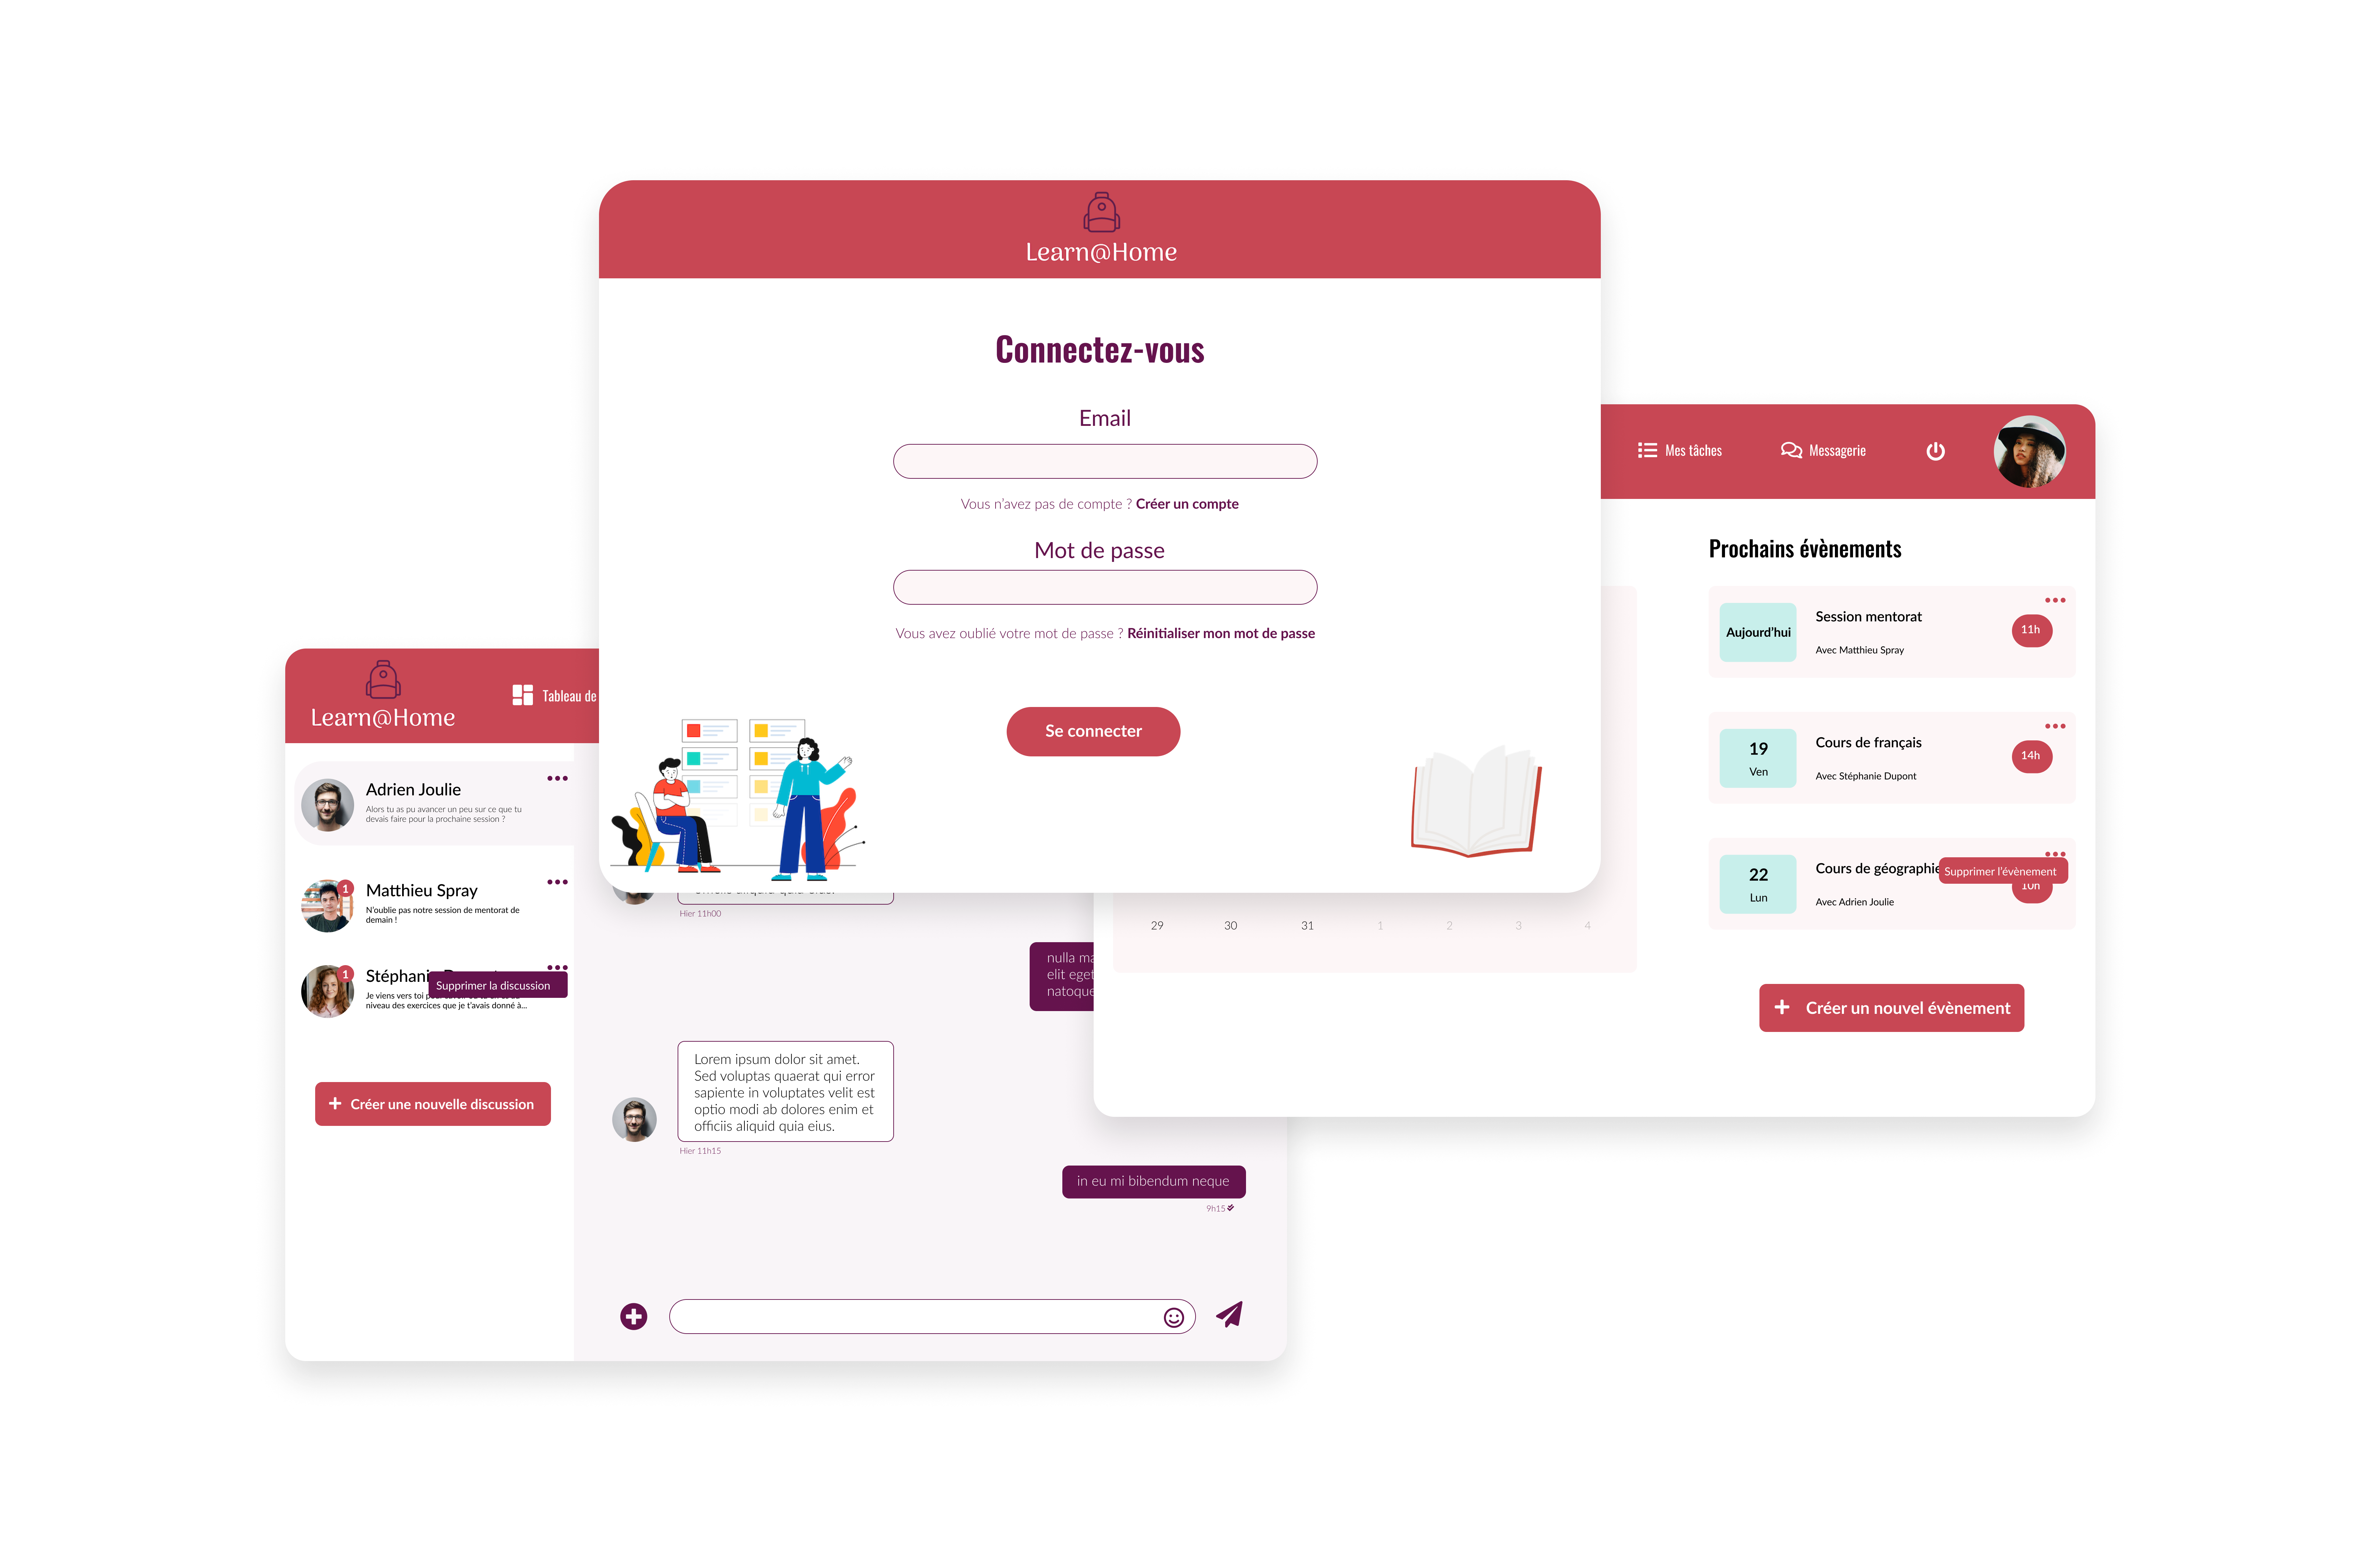 Learn@Home
Connectez-vous
Email
Vous n'avez pas de compte ? Créer un compte
Mot de passe
Vous avez oublié votre mot de passe ? Réinitialiser mon mot de passe
Se connecter
Learn@Home
Tableau de
Adrien Joulie
Alors tu as pu avancer un peu sur ce que tu
devais faire pour la prochaine session ?
1
Matthieu Spray
N'oublie pas notre session de mentorat de
demain !
1
Supprimer la discussion
Je viens vers toi
niveau des exercices que je t'avais donné à...
+ Créer une nouvelle discussion
Hier 11h00
nulla
elit eget
natoque
Lorem ipsum dolor sit amet.
Sed voluptas quaerat qui error
sapiente in voluptates velit est
optio modi ab dolores enim et
officiis aliquid quia eius.
Hier 11h15
in eu mi bibendum neque
9h15
Mes tâches
Messagerie
Prochains évènements
Aujourd'hui
Session mentorat
Avec Matthieu Spray
11h
19
Ven
Cours de français
Avec Stéphanie Dupont
14h
22
Lun
Cours de géographie
Supprimer l'évènement
10h
Avec Adrien Joulie
29 30 31 1 2 3 4
+ Créer un nouvel évènement